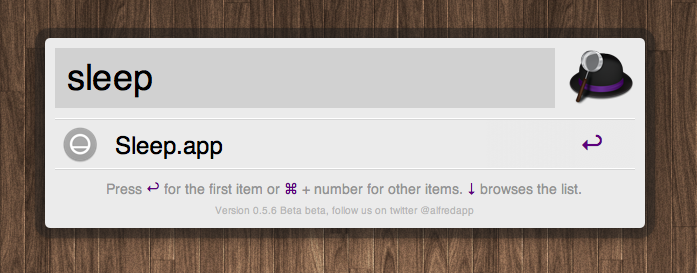 sleep
Sleep.app
Press ↩ for the first item or ⌘ + number for other items. ↓ browses the list.
Version 0.5.6 Beta beta, follow us on twitter @alfredapp